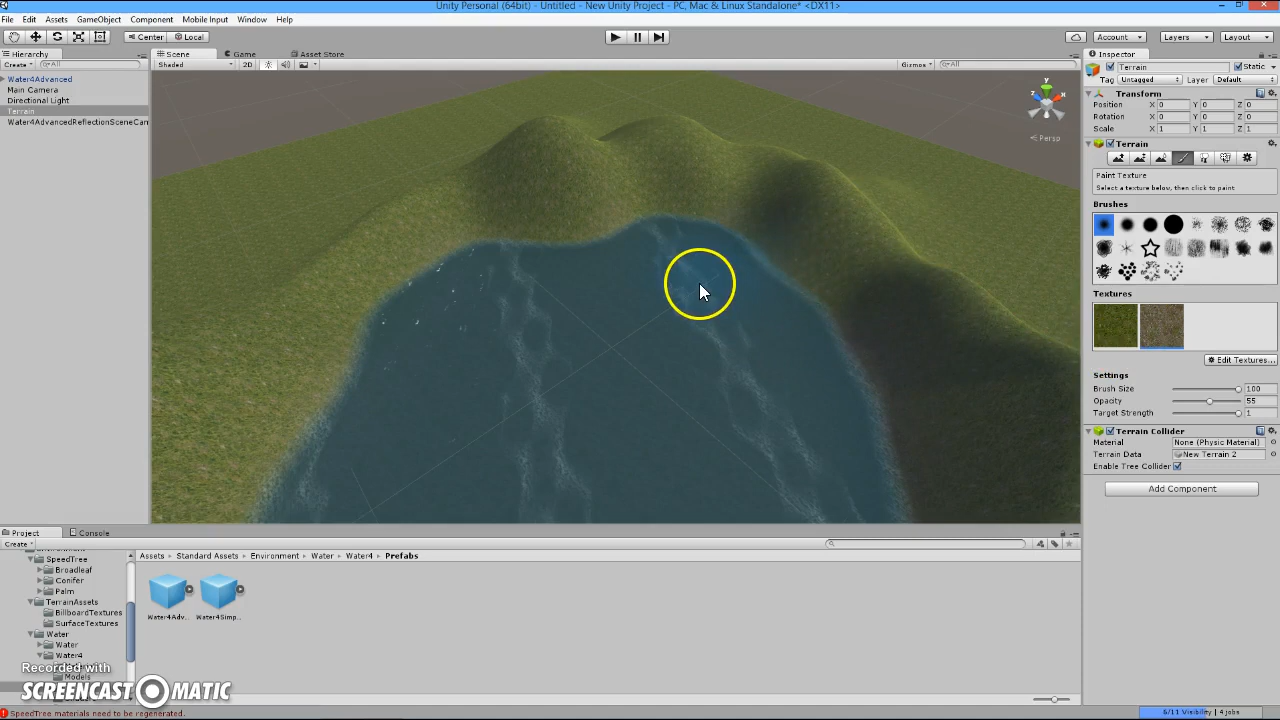 Unity Personal (64bit) - Untitled - New Unity Project - PC, Mac & Linux Standalone* <DX11>
File Edit Assets GameObject Component Mobile Input Window Help
Center Local Account Layers Layout
Hierarchy Scene Game Asset Store Inspector
Create All Shaded 2D Gizmos All
Terrain Static
Tag Untagged Layer Default
Water4Advanced
Main Camera
Directional Light
Terrain
Water4AdvancedReflectionSceneCam
y
x
z
Persp
Transform
Position X 0 Y 0 Z 0
Rotation X 0 Y 0 Z 0
Scale X 1 Y 1 Z 1
Terrain
Paint Texture
Select a texture below, then click to paint
Brushes
Textures
Edit Textures...
Settings
Brush Size 100
Opacity 55
Target Strength 1
Terrain Collider
Material None (Physic Material)
Terrain Data New Terrain 2
Enable Tree Collider
Add Component
Project Console
Create
SpeedTree
Broadleaf
Conifer
Palm
TerrainAssets
BillboardTextures
SurfaceTextures
Water
Water
Water4
Models
Assets Standard Assets Environment Water Water4 Prefabs
Water4Adv... Water4Simp...
Recorded with
SCREENCAST MATIC
SpeedTree materials need to be regenerated.
6/11 Visibility | 4 jobs